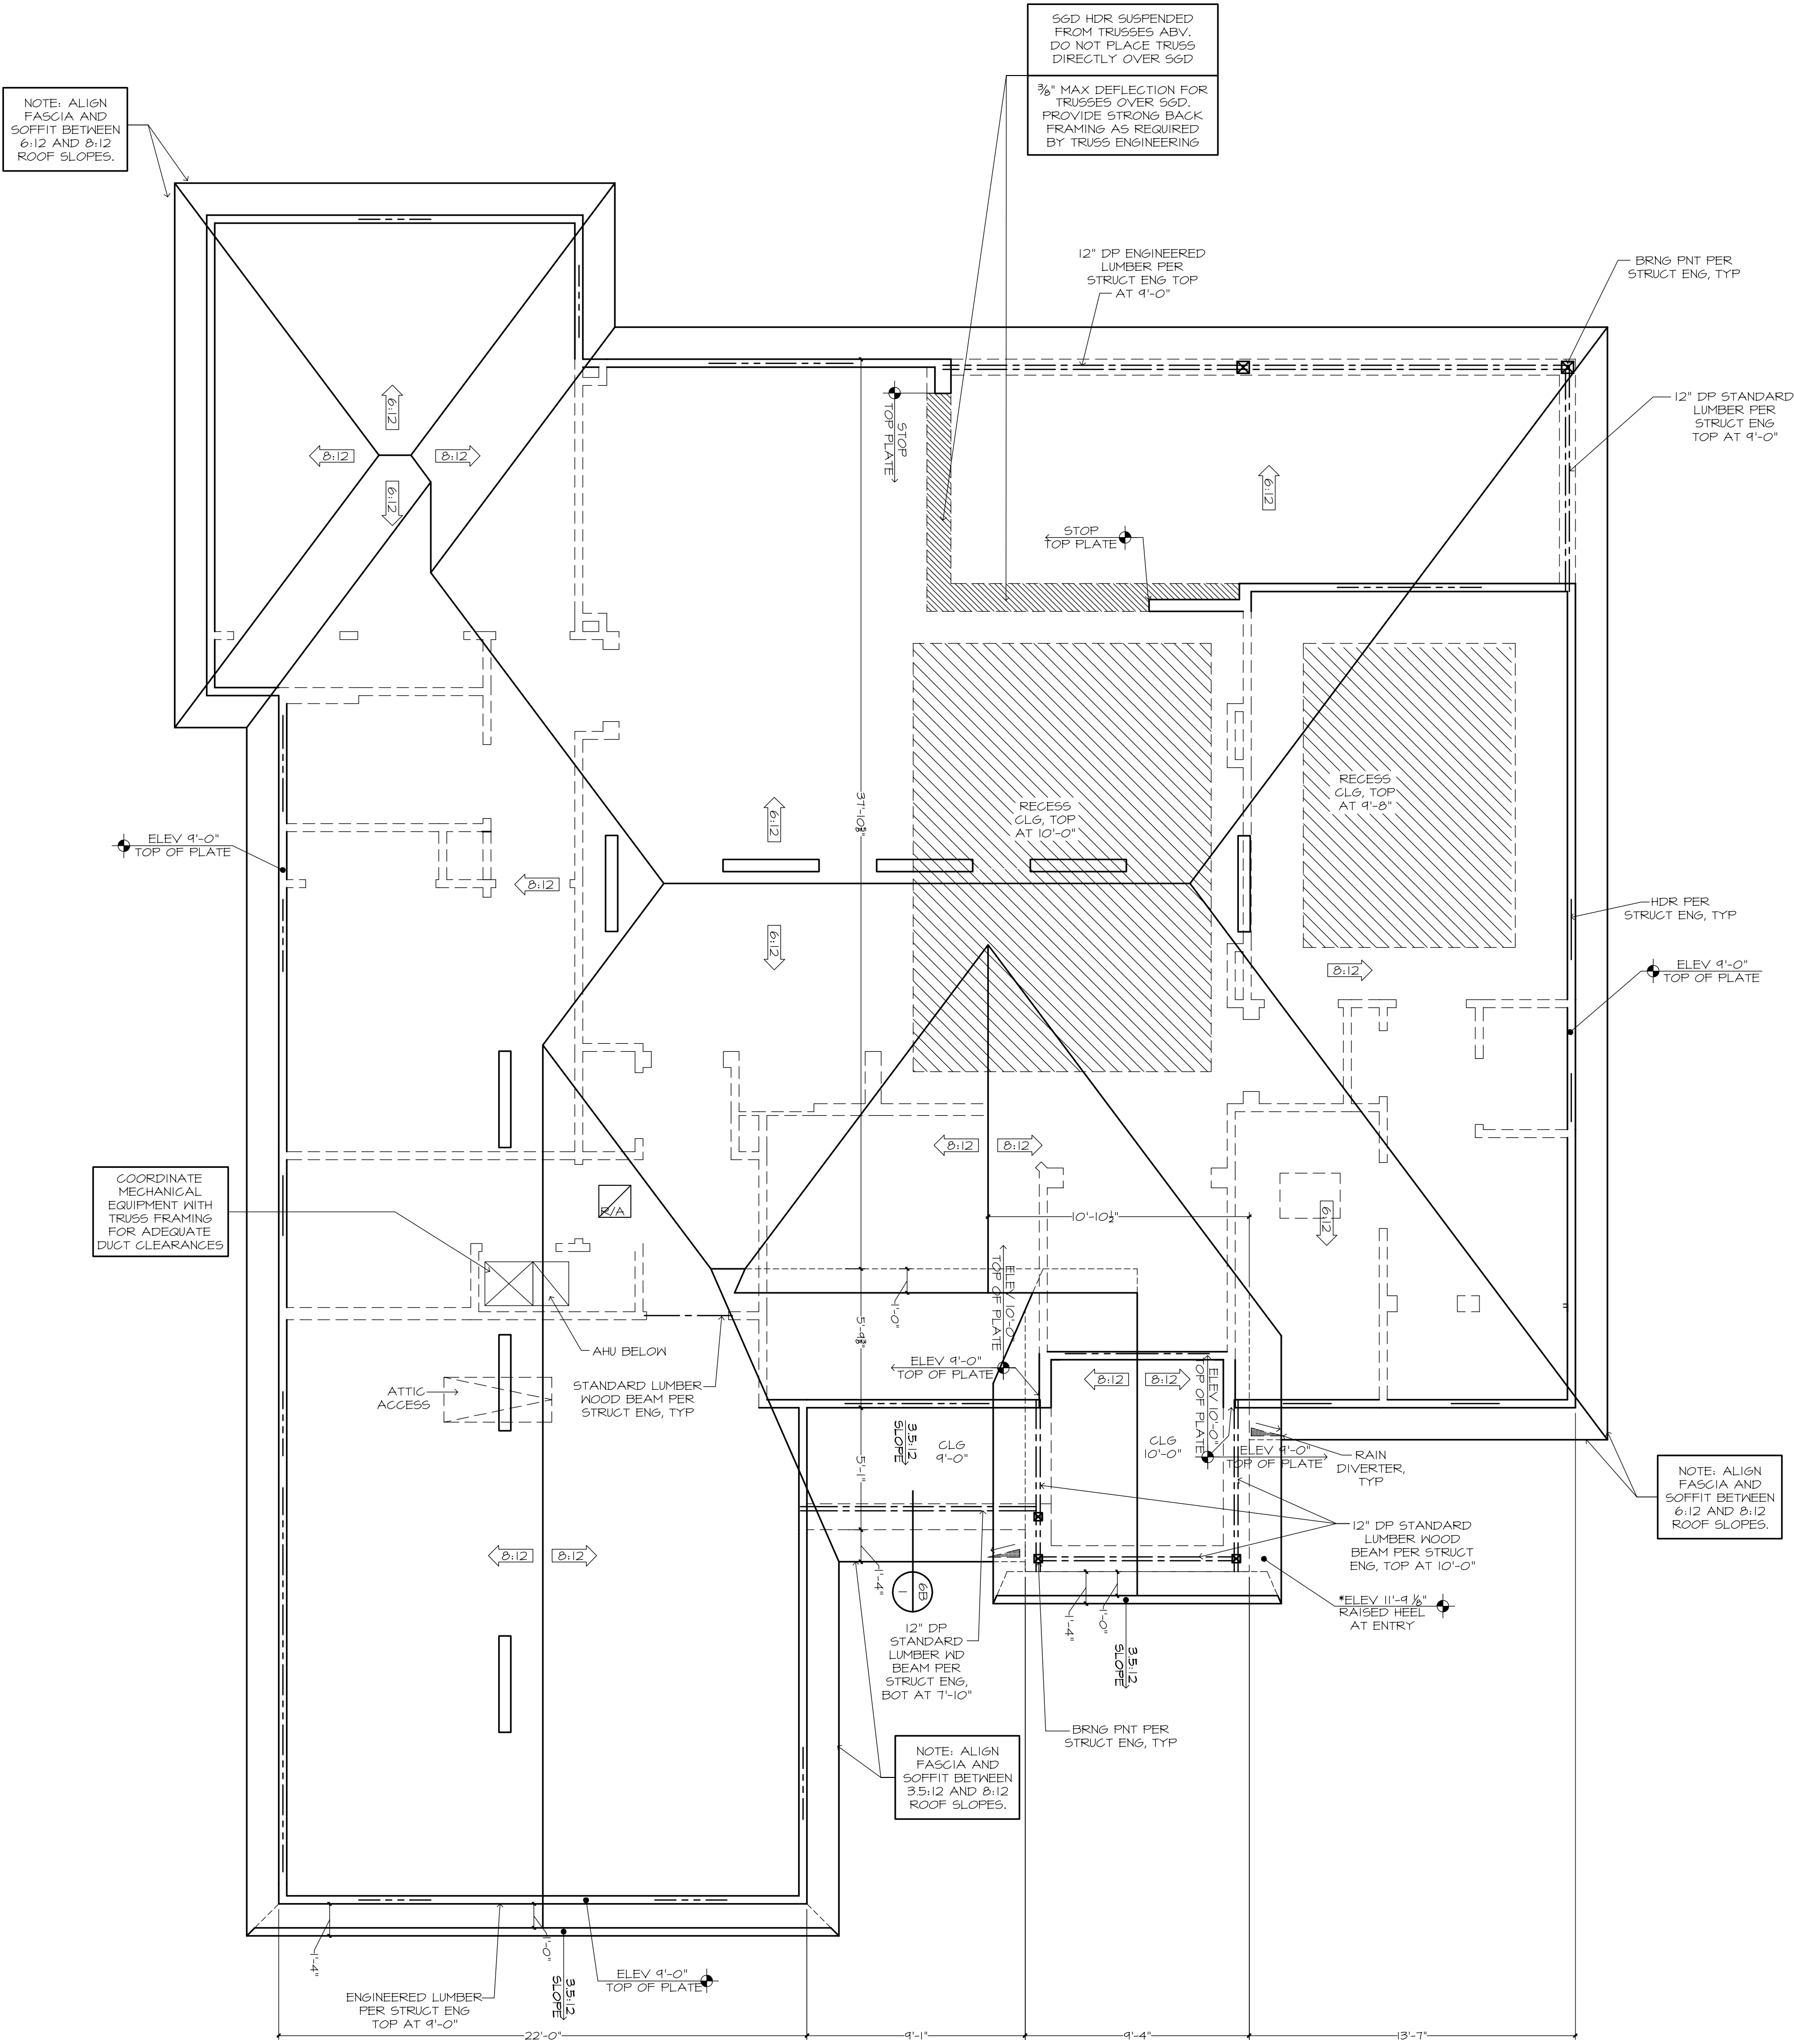 SGD HDR SUSPENDED
FROM TRUSSES ABV.
DO NOT PLACE TRUSS
DIRECTLY OVER SGD
3/8" MAX DEFLECTION FOR
TRUSSES OVER SGD.
PROVIDE STRONG BACK
FRAMING AS REQUIRED
BY TRUSS ENGINEERING
NOTE: ALIGN
FASCIA AND
SOFFIT BETWEEN
6:12 AND 8:12
ROOF SLOPES.
12" DP ENGINEERED
LUMBER PER
STRUCT ENG TOP
AT 9'-0"
BRNG PNT PER
STRUCT ENG, TYP
12" DP STANDARD
LUMBER PER
STRUCT ENG
TOP AT 9'-0"
6:12
8:12
8:12
6:12
STOP
TOP PLATE
6:12
STOP
TOP PLATE
RECESS
CLG, TOP
AT 10'-0"
RECESS
CLG, TOP
AT 9'-8"
37'-10 5/8"
6:12
ELEV 9'-0"
TOP OF PLATE
8:12
6:12
HDR PER
STRUCT ENG, TYP
8:12
ELEV 9'-0"
TOP OF PLATE
8:12
8:12
COORDINATE
MECHANICAL
EQUIPMENT WITH
TRUSS FRAMING
FOR ADEQUATE
DUCT CLEARANCES
R/A
10'-10 1/2"
6:12
ELEV 10'-0"
TOP OF PLATE
1'-0"
AHU BELOW
ATTIC
ACCESS
STANDARD LUMBER
WOOD BEAM PER
STRUCT ENG, TYP
ELEV 9'-0"
TOP OF PLATE
8:12
8:12
ELEV 10'-0"
TOP OF PLATE
3.5:12
SLOPE
CLG
9'-0"
CLG
10'-0"
5'-1"
ELEV 9'-0"
TOP OF PLATE
RAIN
DIVERTER,
TYP
NOTE: ALIGN
FASCIA AND
SOFFIT BETWEEN
6:12 AND 8:12
ROOF SLOPES.
12" DP STANDARD
LUMBER WOOD
BEAM PER STRUCT
ENG, TOP AT 10'-0"
8:12
8:12
1'-4"
6B
1
1'-4"
1'-0"
*ELEV 11'-9 1/8"
RAISED HEEL
AT ENTRY
12" DP
STANDARD
LUMBER WD
BEAM PER
STRUCT ENG,
BOT AT 7'-10"
3.5:12
SLOPE
BRNG PNT PER
STRUCT ENG, TYP
NOTE: ALIGN
FASCIA AND
SOFFIT BETWEEN
3.5:12 AND 8:12
ROOF SLOPES.
1'-4"
1'-0"
3.5:12
SLOPE
ELEV 9'-0"
TOP OF PLATE
ENGINEERED LUMBER
PER STRUCT ENG
TOP AT 9'-0"
22'-0"
9'-1"
9'-4"
13'-7"